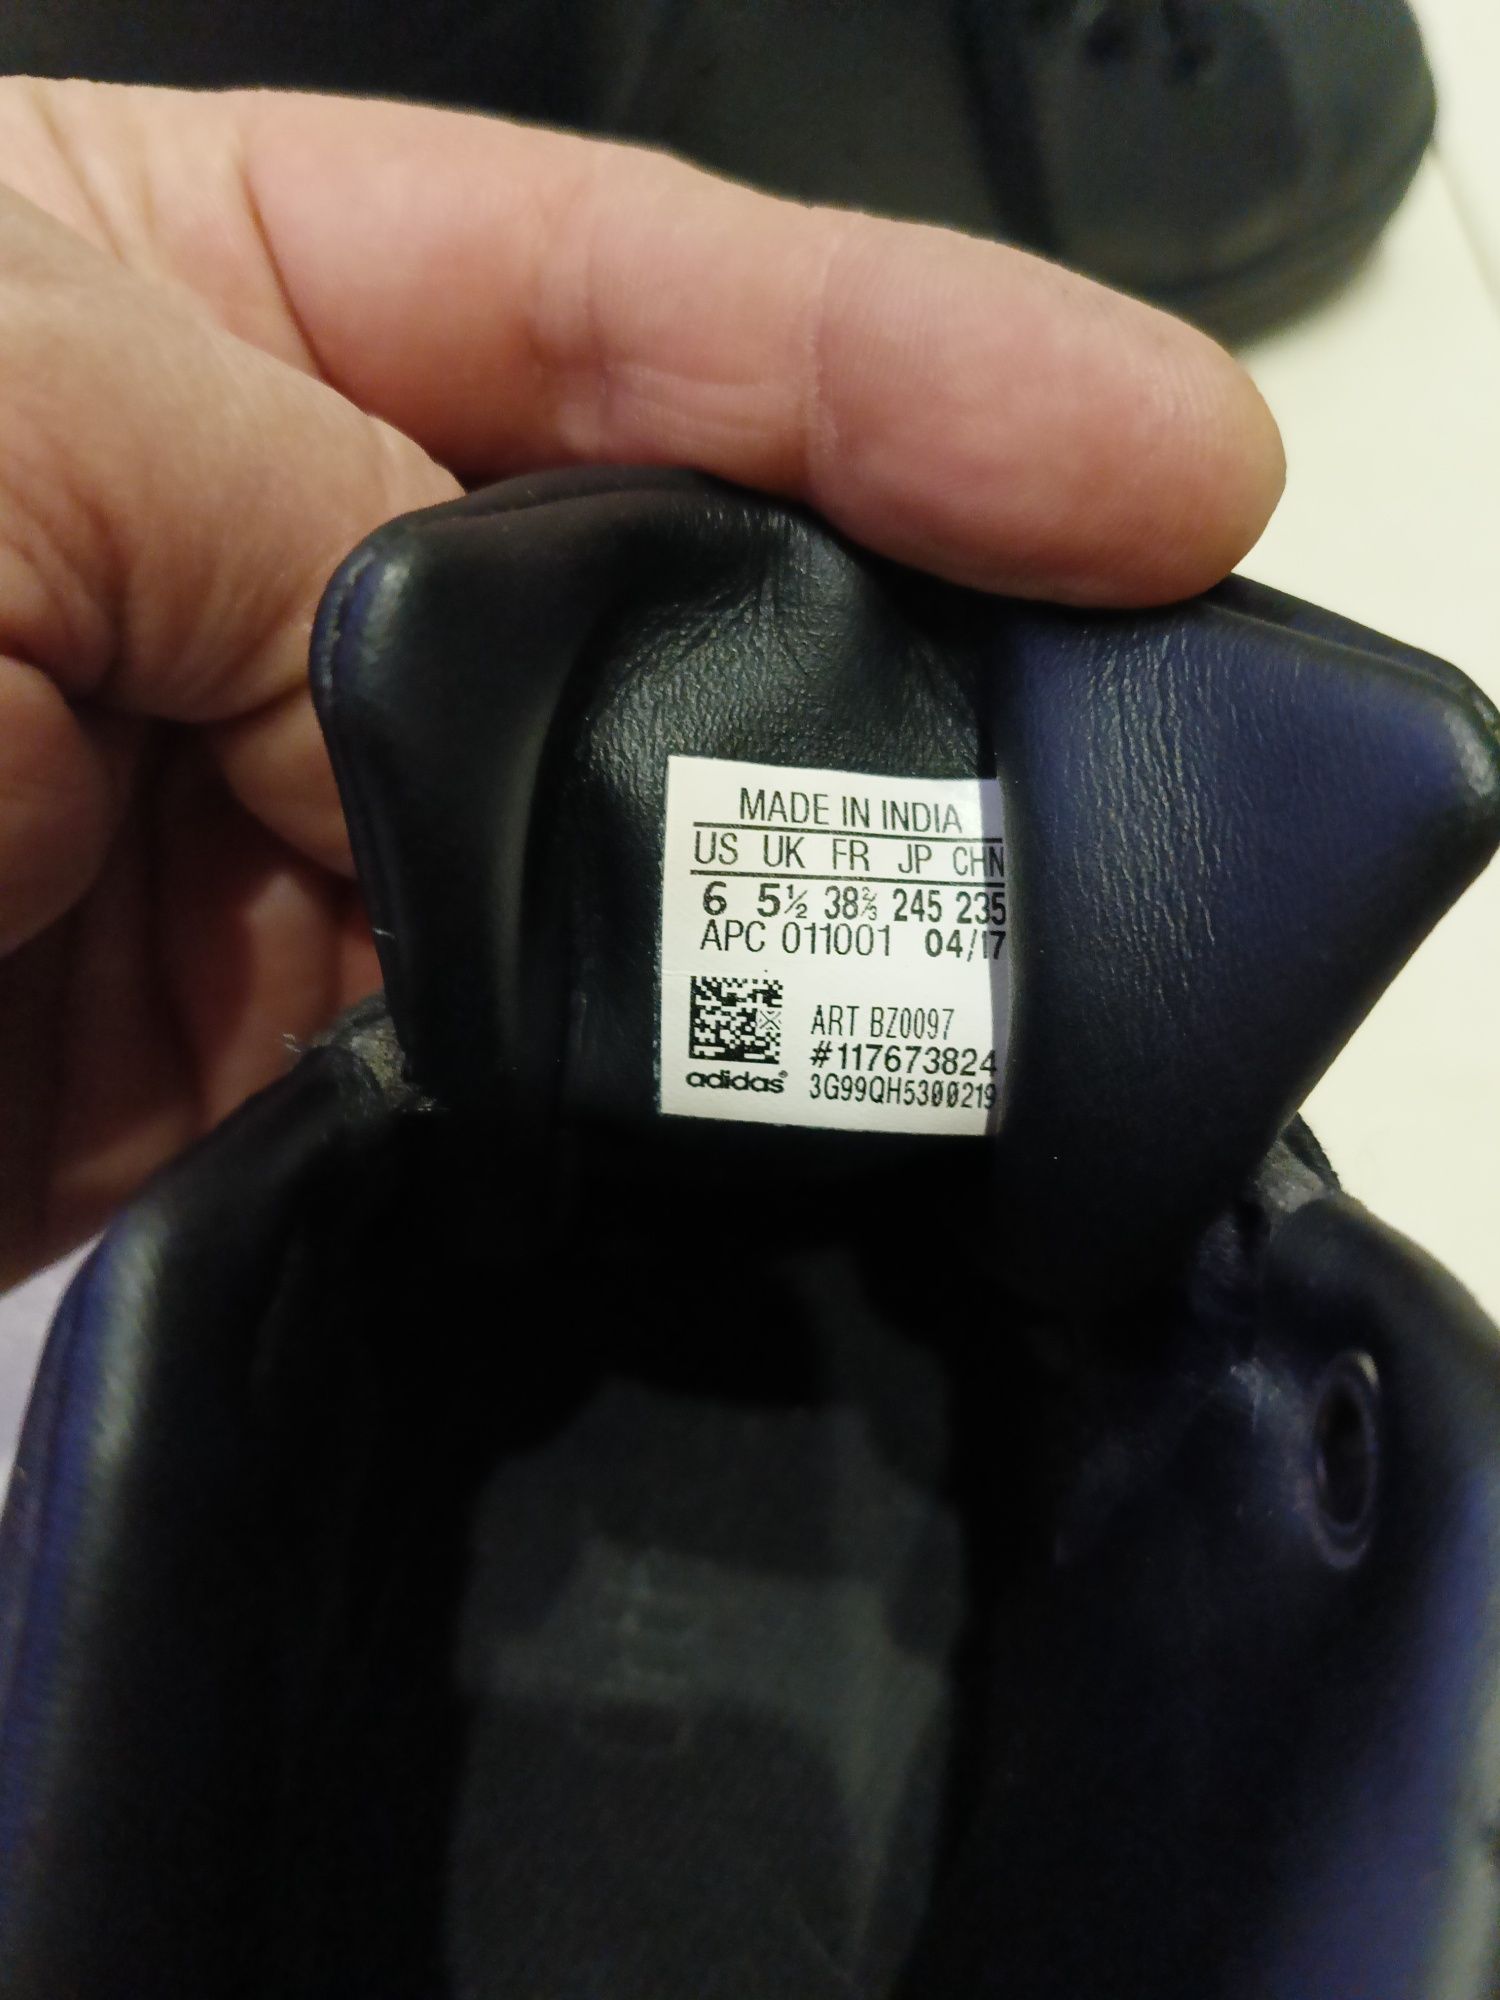 MADE IN INDIA
US UK FR JP CHN
6 5½ 38⅔ 245 235
APC 011001 04/17
ART BZ0097
#117673824
adidas® 3G99QH5300219